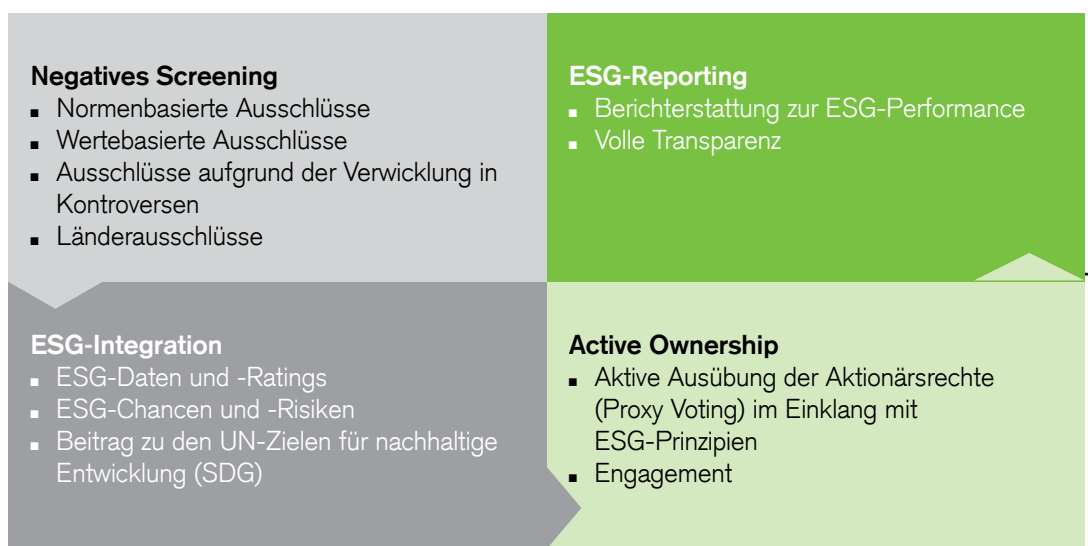 Negatives Screening
▪ Normenbasierte Ausschlüsse
▪ Wertebasierte Ausschlüsse
▪ Ausschlüsse aufgrund der Verwicklung in
Kontroversen
▪ Länderausschlüsse
ESG-Reporting
▪ Berichterstattung zur ESG-Performance
▪ Volle Transparenz
ESG-Integration
▪ ESG-Daten und -Ratings
▪ ESG-Chancen und -Risiken
▪ Beitrag zu den UN-Zielen für nachhaltige
Entwicklung (SDG)
Active Ownership
▪ Aktive Ausübung der Aktionärsrechte
(Proxy Voting) im Einklang mit
ESG-Prinzipien
▪ Engagement